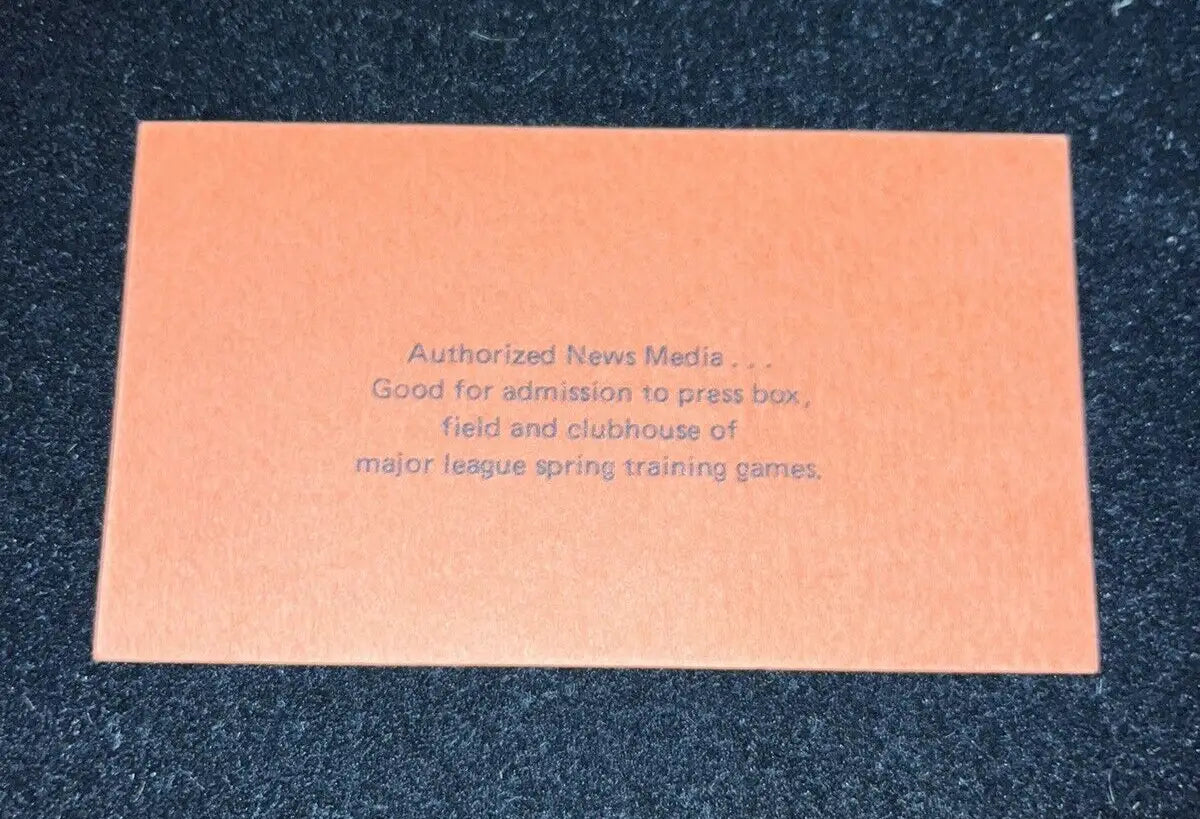 Authorized News Media . . .
Good for admission to press box,
field and clubhouse of
major league spring training games.